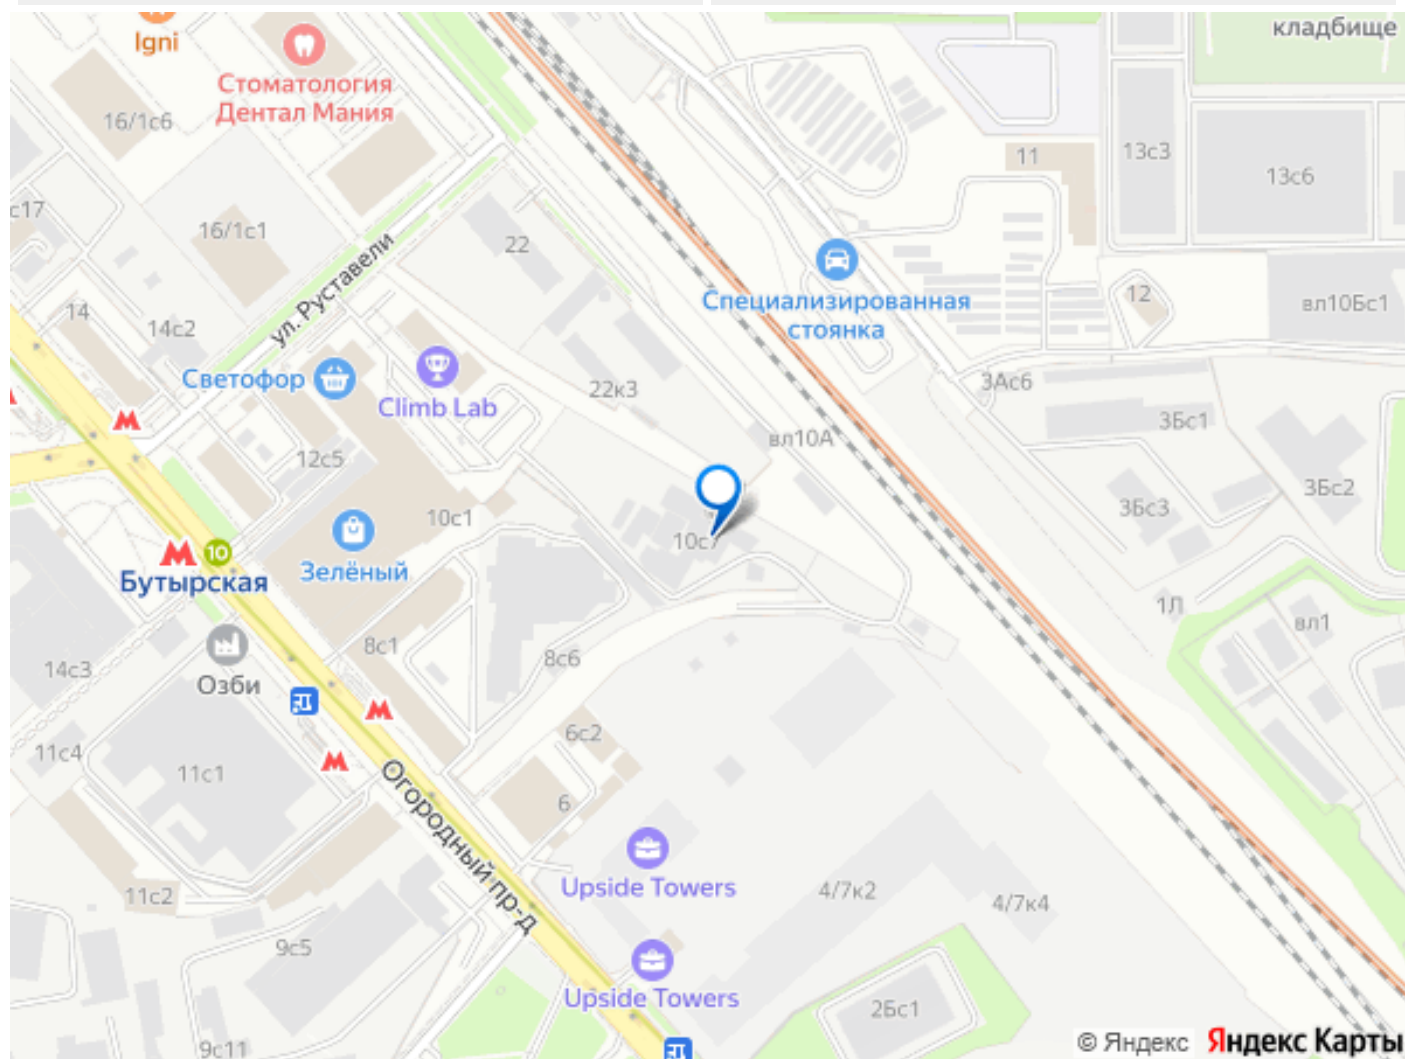 кладбище
Igni
Стоматология
Дентал Мания
16/1с6
11
13с3
13с6
с17
16/1с1
22
ул. Руставели
Специализированная
стоянка
12
вл10Бс1
14
14с2
Светофор
Climb Lab
22к3
3Ас6
3Бс1
вл10А
12с5
3Бс2
10с1
3Бс3
10с7
10
Бутырская
Зелёный
1Л
вл1
8с1
8с6
14с3
Озби
6с2
11с4
11с1
6
Огородный пр-д
Upside Towers
4/7к2
4/7к4
11с2
9с5
Upside Towers
2Бс1
9с11
© Яндекс Яндекс Карты